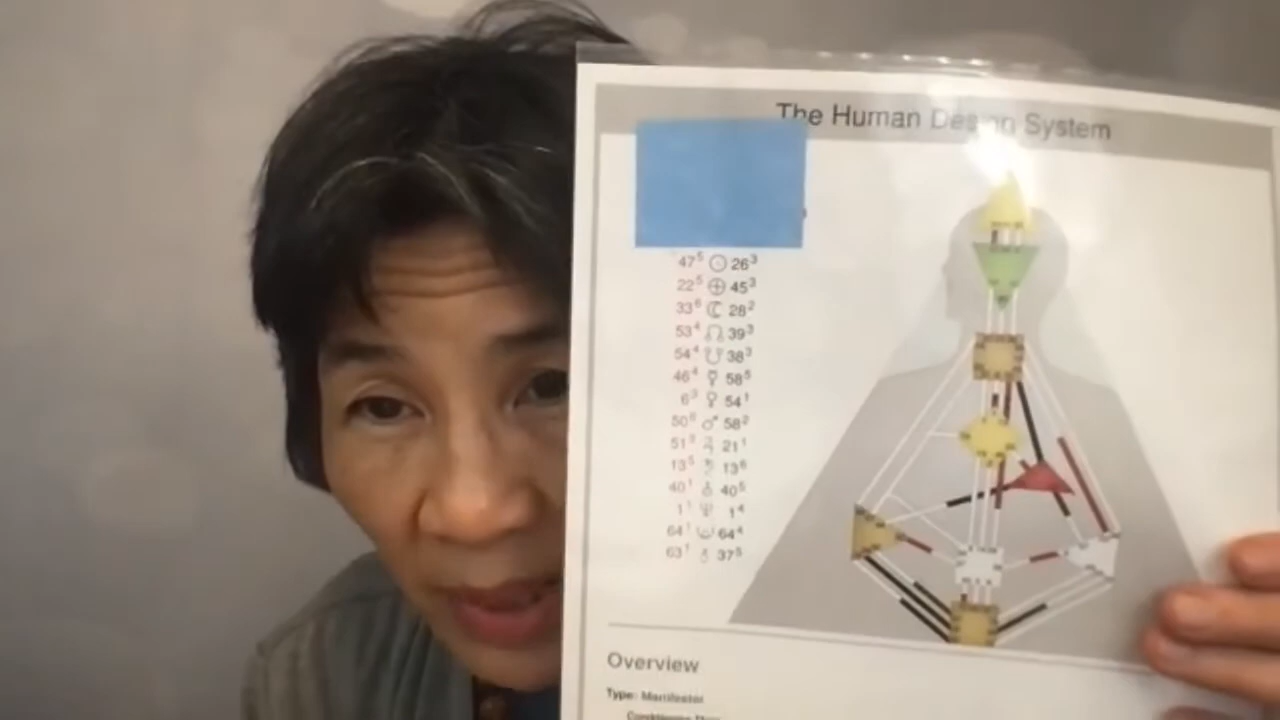 The Human Design System
47⁵ ☉ 26³
22⁵ ⊕ 45³
33⁶ ☾ 28²
53⁴ ☊ 39³
54⁴ ☋ 38³
46⁴ ☿ 58⁵
6³ ♀ 54¹
50⁶ ♂ 58²
51³ ♃ 21¹
13⁵ ♄ 13⁶
40¹ ♅ 40⁵
1¹ ♆ 1⁴
64¹ 64⁴
63¹ 37⁵
Overview
Type: Manifestor